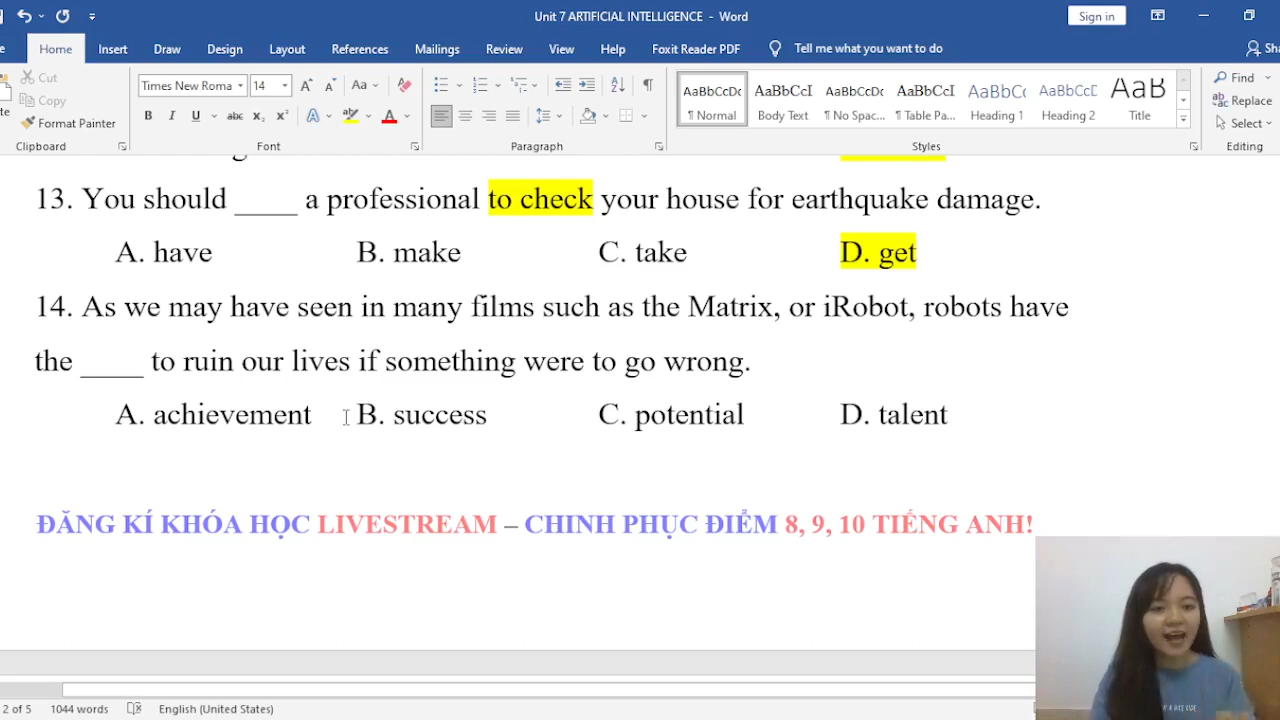 Unit 7 ARTIFICIAL INTELLIGENCE - Word
Sign in
Home Insert Draw Design Layout References Mailings Review View Help Foxit Reader PDF Tell me what you want to do
Cut
Copy
Format Painter
Clipboard
Times New Roma 14
Font
Paragraph
AaBbCcDc AaBbCcI AaBbCcDc AaBbCcI AaBbCc AaBbCcD AaB
¶ Normal Body Text ¶ No Spac... ¶ Table Pa... Heading 1 Heading 2 Title
Styles
Find
Replace
Select
Editing
13. You should ____ a professional to check your house for earthquake damage.
A. have B. make C. take D. get
14. As we may have seen in many films such as the Matrix, or iRobot, robots have
the ____ to ruin our lives if something were to go wrong.
A. achievement B. success C. potential D. talent
ĐĂNG KÍ KHÓA HỌC LIVESTREAM – CHINH PHỤC ĐIỂM 8, 9, 10 TIẾNG ANH!
2 of 5 1044 words English (United States)